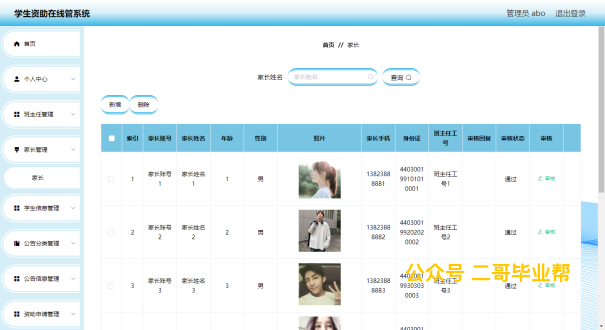 学生资助在线管系统
管理员 abo 退出登录
首页
个人中心
班主任管理
家长管理
家长
学生信息管理
公告分类管理
公告信息管理
资助申请管理
首页 // 家长
家长姓名 家长姓名 查询
新增 删除
索引 家长账号 家长姓名 年龄 性别 照片 家长手机 身份证 班主任工号 审核回复 审核状态 审核
1 家长账号1 家长姓名1 1 男 13823888881 440300199101010001 班主任工号1 通过 审核
2 家长账号2 家长姓名2 2 男 13823888882 440300199202020002 班主任工号2 通过 审核
3 家长账号3 家长姓名3 3 男 13823888883 440300199303030003 班主任工号3 通过 审核
公众号 二哥毕业帮